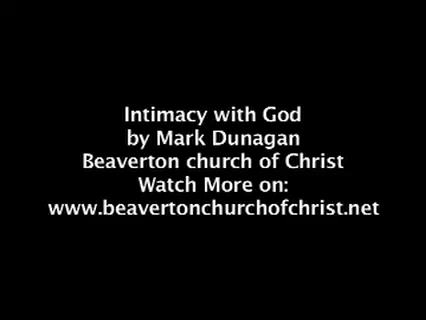 Intimacy with God
by Mark Dunagan
Beaverton church of Christ
Watch More on:
www.beavertonchurchofchrist.net